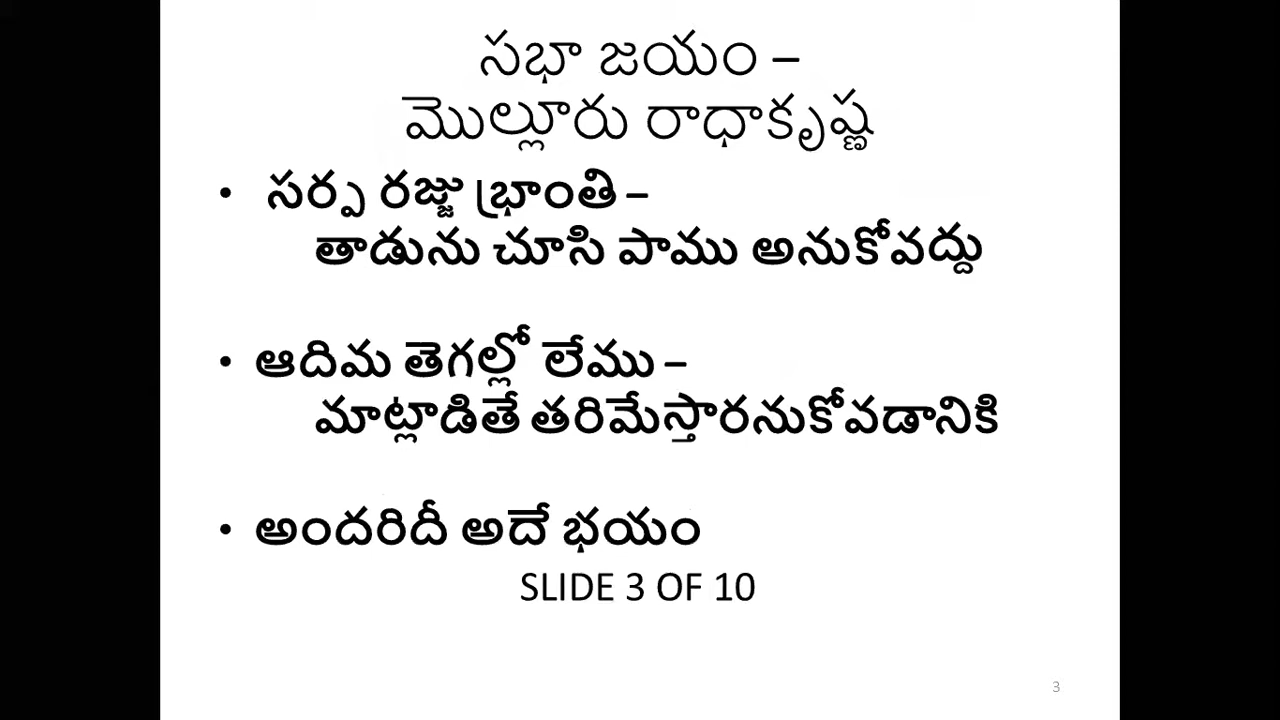 సభా జయం –
మొల్లూరు రాధాకృష్ణ
• సర్ప రజ్జు భ్రాంతి –
తాడును చూసి పాము అనుకోవద్దు
• ఆదిమ తెగల్లో లేము –
మాట్లాడితే తరిమేస్తారనుకోవడానికి
• అందరిదీ అదే భయం
SLIDE 3 OF 10
3